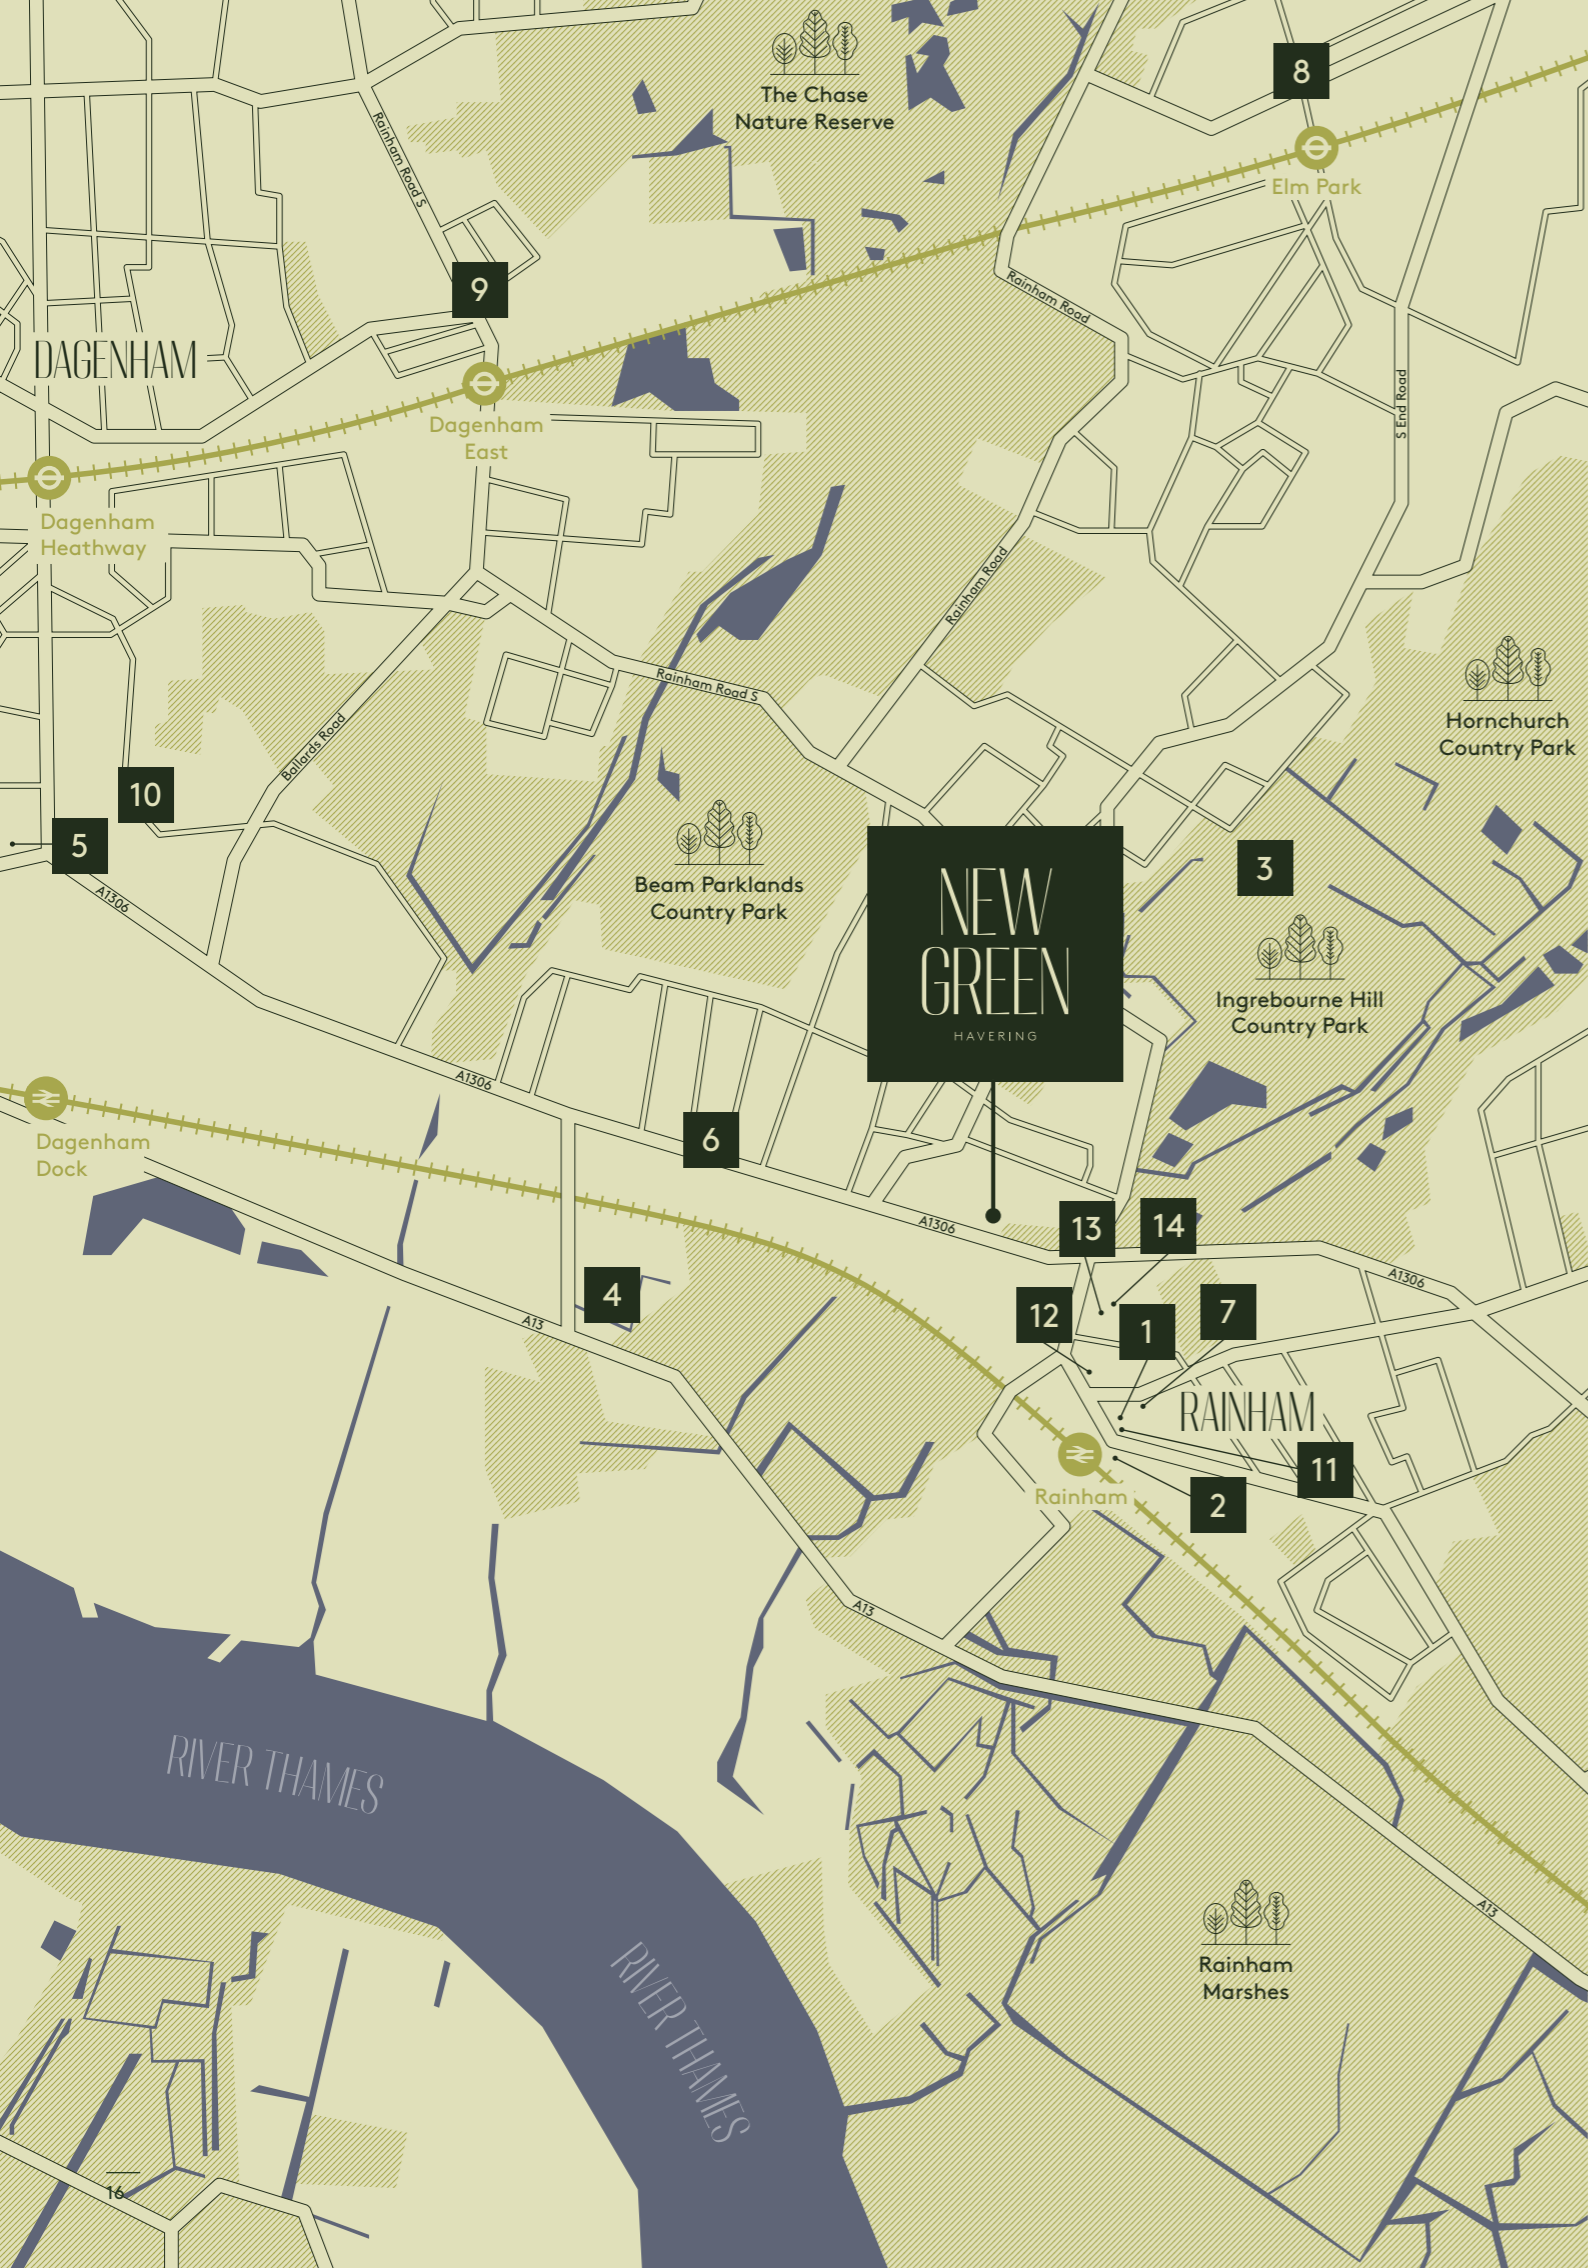 The Chase
Nature Reserve
8
Elm Park
Rainham Road S
9
Rainham Road
DAGENHAM
Dagenham
East
S End Road
Dagenham
Heathway
Rainham Road
Rainham Road S
Hornchurch
Country Park
Ballards Road
10
5
A1306
Beam Parklands
Country Park
3
NEW
GREEN
HAVERING
Ingrebourne Hill
Country Park
A1306
Dagenham
Dock
6
A1306
13
14
A1306
4
A13
12
1
7
RAINHAM
11
Rainham
2
A13
RIVER THAMES
A13
RIVER THAMES
Rainham
Marshes
16